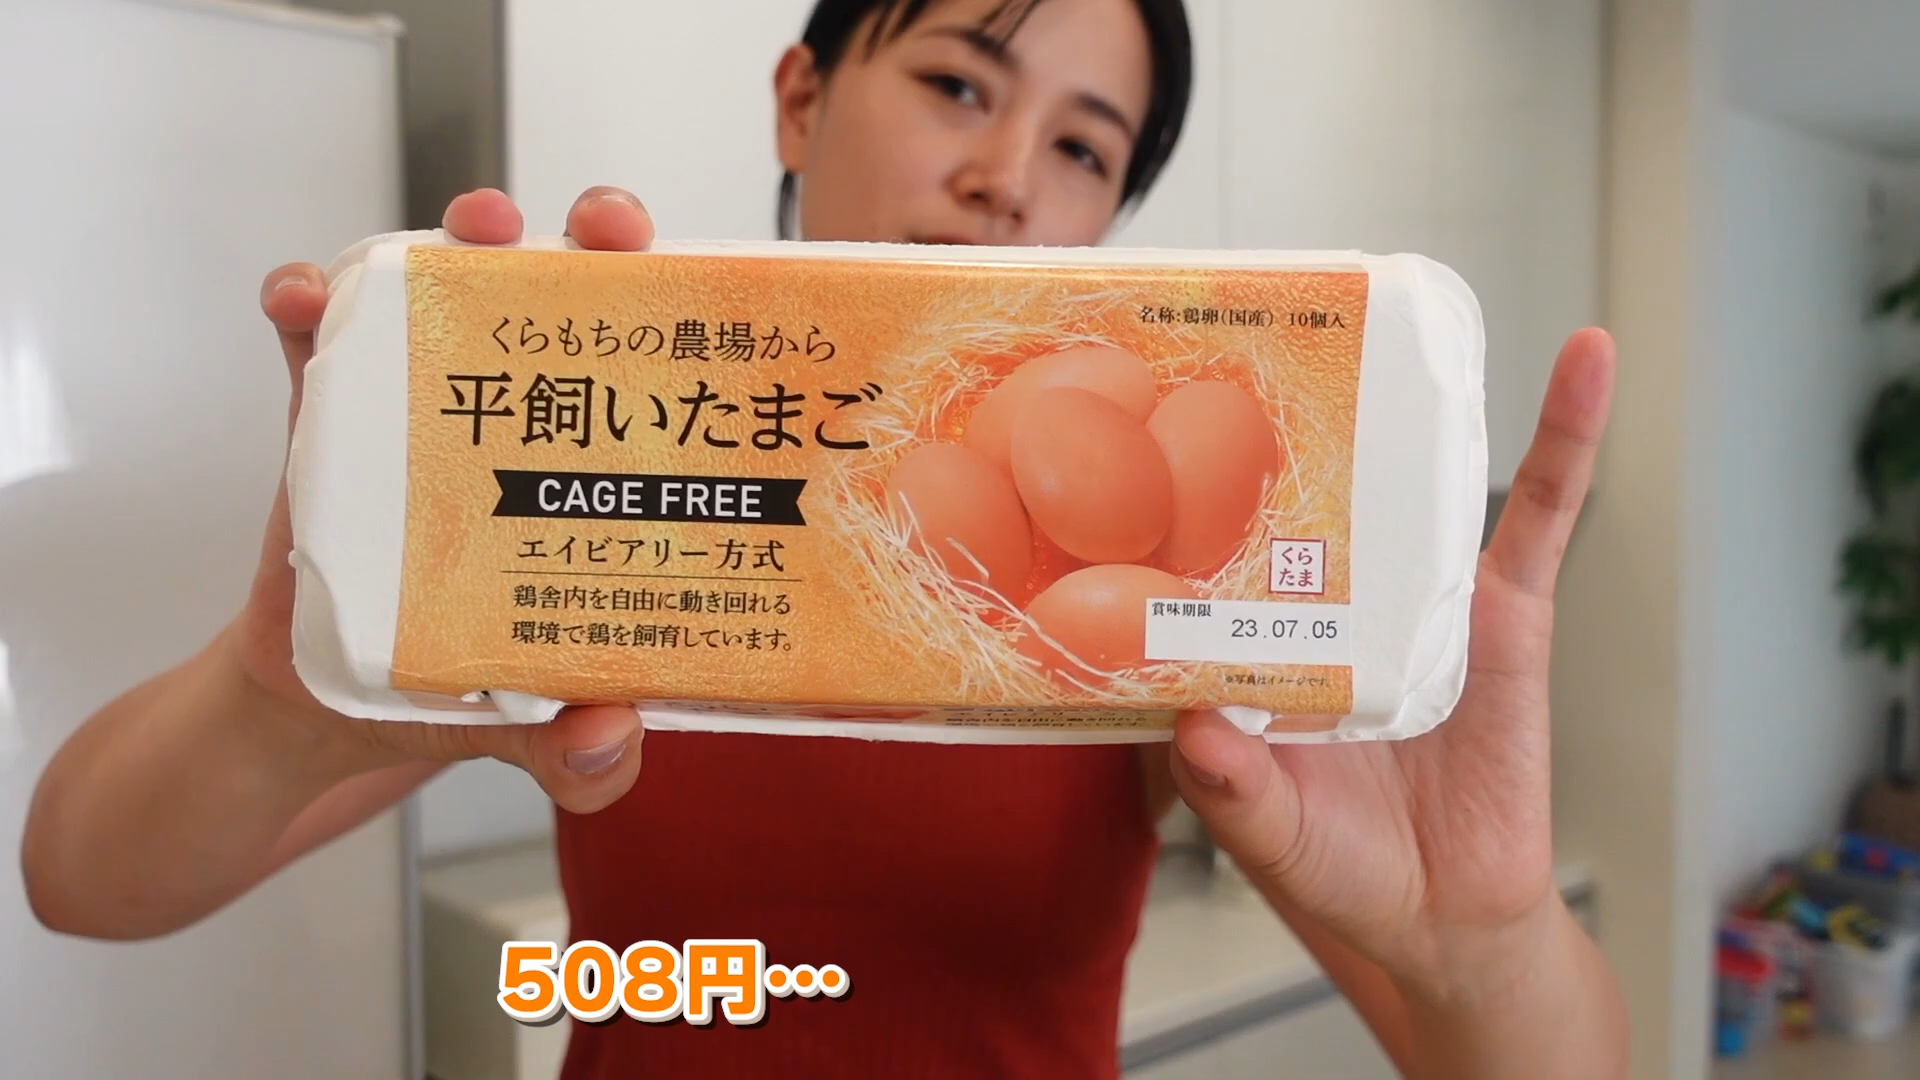 くらもちの農場から
平飼いたまご
CAGE FREE
エイビアリー方式
鶏舎内を自由に動き回れる
環境で鶏を飼育しています。
名称:鶏卵(国産) 10個入
くら
たま
賞味期限
23.07.05
※写真はイメージです。
508円…